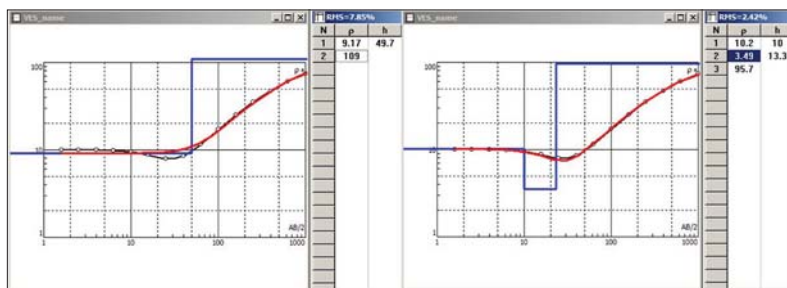 VES_name
RMS=7.85%
N ρ h
1 9.17 49.7
2 109
100
10
1
ρ
AB/2
1 10 100 1000
VES_name
RMS=2.42%
N ρ h
1 10.2 10
2 3.49 13.3
3 95.7
100
10
1
ρ
AB/2
1 10 100 1000